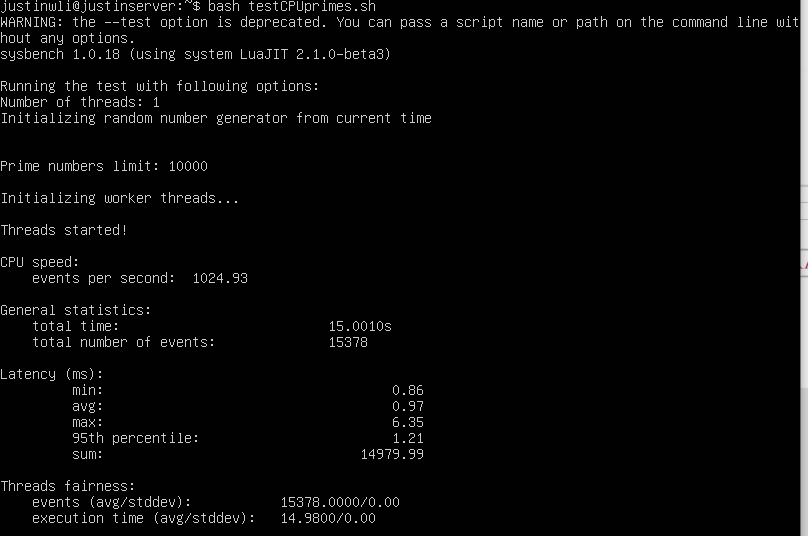 justinwli@justinserver:~$ bash testCPUprimes.sh
WARNING: the --test option is deprecated. You can pass a script name or path on the command line wit
hout any options.
sysbench 1.0.18 (using system LuaJIT 2.1.0-beta3)
Running the test with following options:
Number of threads: 1
Initializing random number generator from current time
Prime numbers limit: 10000
Initializing worker threads...
Threads started!
CPU speed:
events per second: 1024.93
General statistics:
total time: 15.0010s
total number of events: 15378
Latency (ms):
min: 0.86
avg: 0.97
max: 6.35
95th percentile: 1.21
sum: 14979.99
Threads fairness:
events (avg/stddev): 15378.0000/0.00
execution time (avg/stddev): 14.9800/0.00